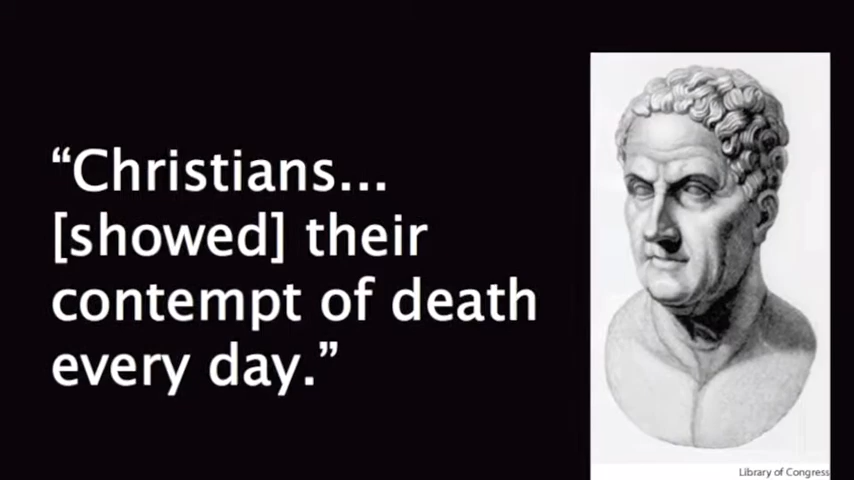 “Christians...
[showed] their
contempt of death
every day.”
Library of Congress